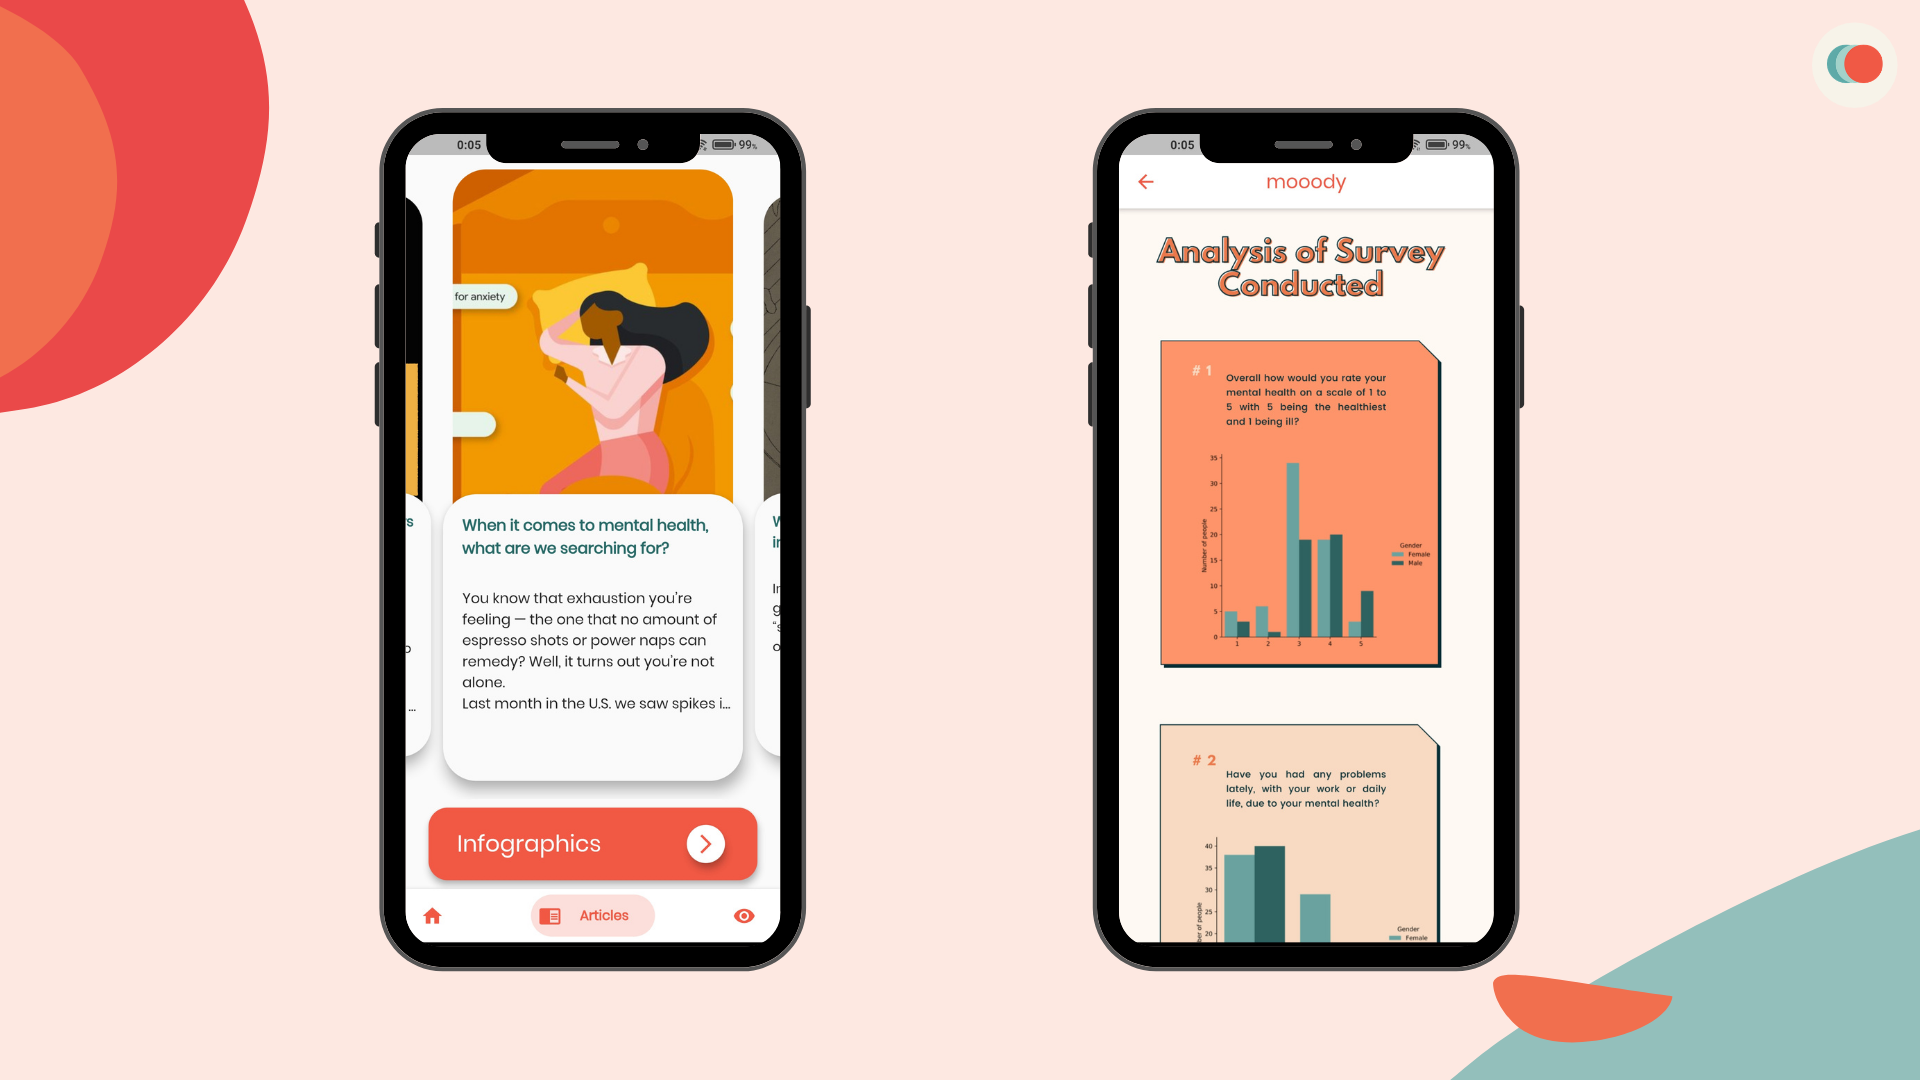 0:05
99%
for anxiety
When it comes to mental health,
what are we searching for?
You know that exhaustion you're
feeling — the one that no amount of
espresso shots or power naps can
remedy? Well, it turns out you're not
alone.
Last month in the U.S. we saw spikes i...
Infographics
Articles
0:05
99%
mooody
Analysis of Survey
Conducted
# 1
Overall how would you rate your
mental health on a scale of 1 to
5 with 5 being the healthiest
and 1 being ill?
35
30
25
20
15
10
5
0
Number of people
1 2 3 4 5
Gender
Female
Male
# 2
Have you had any problems
lately, with your work or daily
life, due to your mental health?
40
35
30
25
20
ber of people
Gender
Female